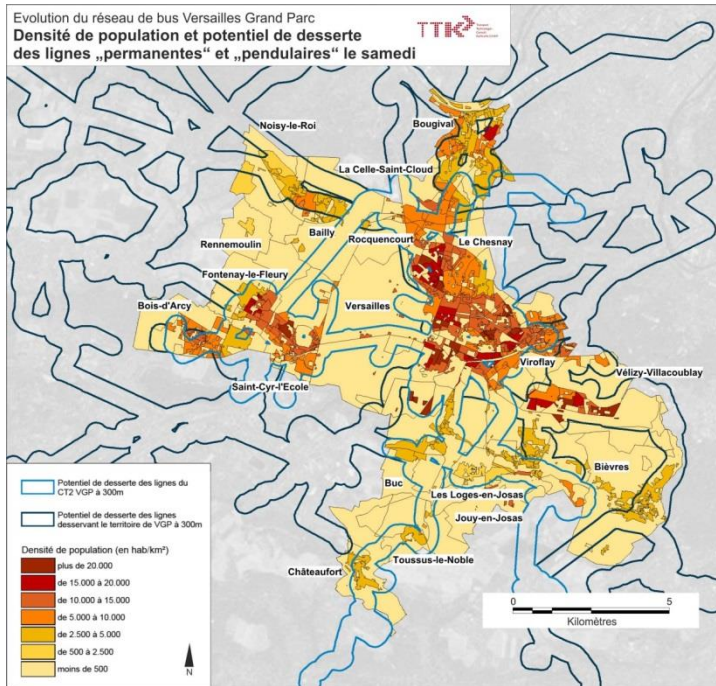 Evolution du réseau de bus Versailles Grand Parc
Densité de population et potentiel de desserte
des lignes „permanentes“ et „pendulaires“ le samedi
TTK
Noisy-le-Roi
Bougival
La Celle-Saint-Cloud
Bailly
Rocquencourt
Le Chesnay
Rennemoulin
Fontenay-le-Fleury
Versailles
Bois-d'Arcy
Viroflay
Saint-Cyr-l'Ecole
Vélizy-Villacoublay
Bièvres
Buc
Les Loges-en-Josas
Jouy-en-Josas
Toussus-le-Noble
Châteaufort
Potentiel de desserte des lignes du
CT2 VGP à 300m
Potentiel de desserte des lignes
desservant le territoire de VGP à 300m
Densité de population (en hab/km²)
plus de 20.000
de 15.000 à 20.000
de 10.000 à 15.000
de 5.000 à 10.000
de 2.500 à 5.000
de 500 à 2.500
moins de 500
N
0 5
Kilomètres